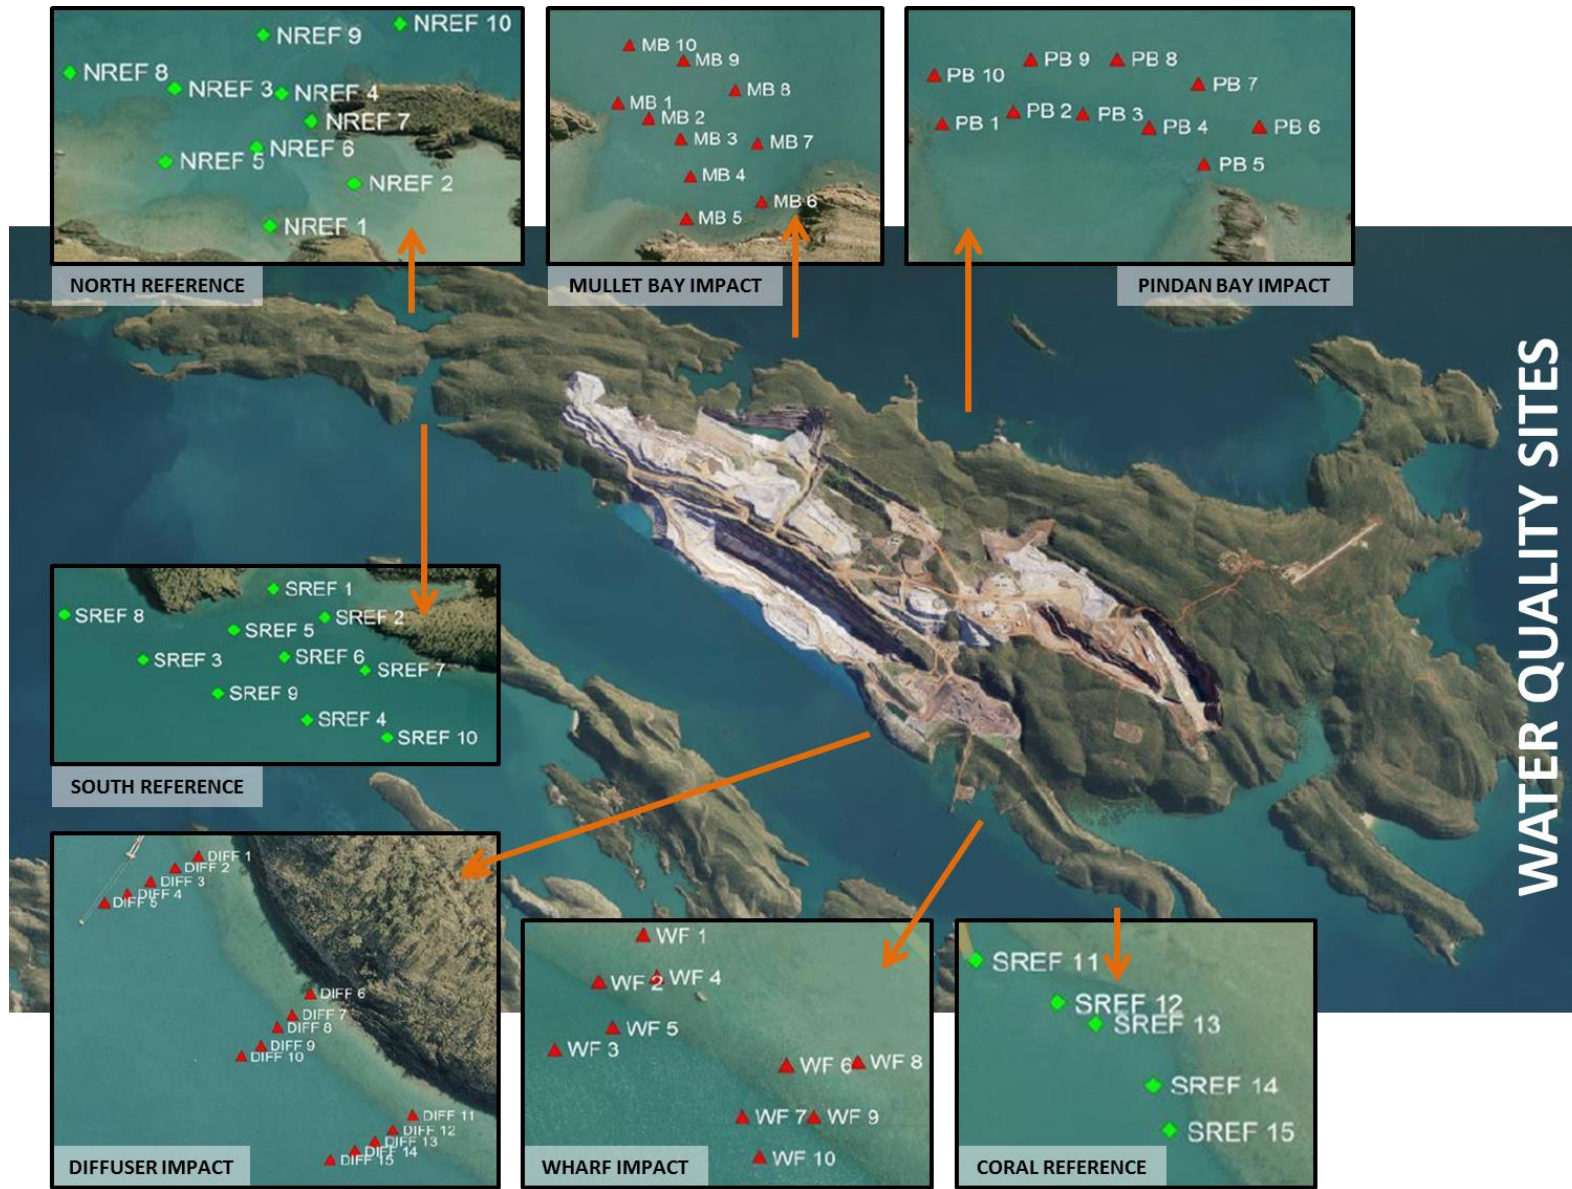 NREF 10
NREF 9
NREF 8
NREF 3
NREF 4
NREF 7
NREF 6
NREF 5
NREF 2
NREF 1
NORTH REFERENCE
MB 10
MB 9
MB 8
MB 1
MB 2
MB 3
MB 7
MB 4
MB 6
MB 5
MULLET BAY IMPACT
PB 9
PB 8
PB 10
PB 7
PB 2
PB 3
PB 1
PB 4
PB 6
PB 5
PINDAN BAY IMPACT
WATER QUALITY SITES
SREF 1
SREF 8
SREF 2
SREF 5
SREF 6
SREF 3
SREF 7
SREF 9
SREF 4
SREF 10
SOUTH REFERENCE
DIFF 1
DIFF 2
DIFF 3
DIFF 4
DIFF 5
DIFF 6
DIFF 7
DIFF 8
DIFF 9
DIFF 10
DIFF 11
DIFF 12
DIFF 13
DIFF 14
DIFF 15
DIFFUSER IMPACT
WF 1
WF 4
WF 2
WF 5
WF 3
WF 6
WF 8
WF 7
WF 9
WF 10
WHARF IMPACT
SREF 11
SREF 12
SREF 13
SREF 14
SREF 15
CORAL REFERENCE